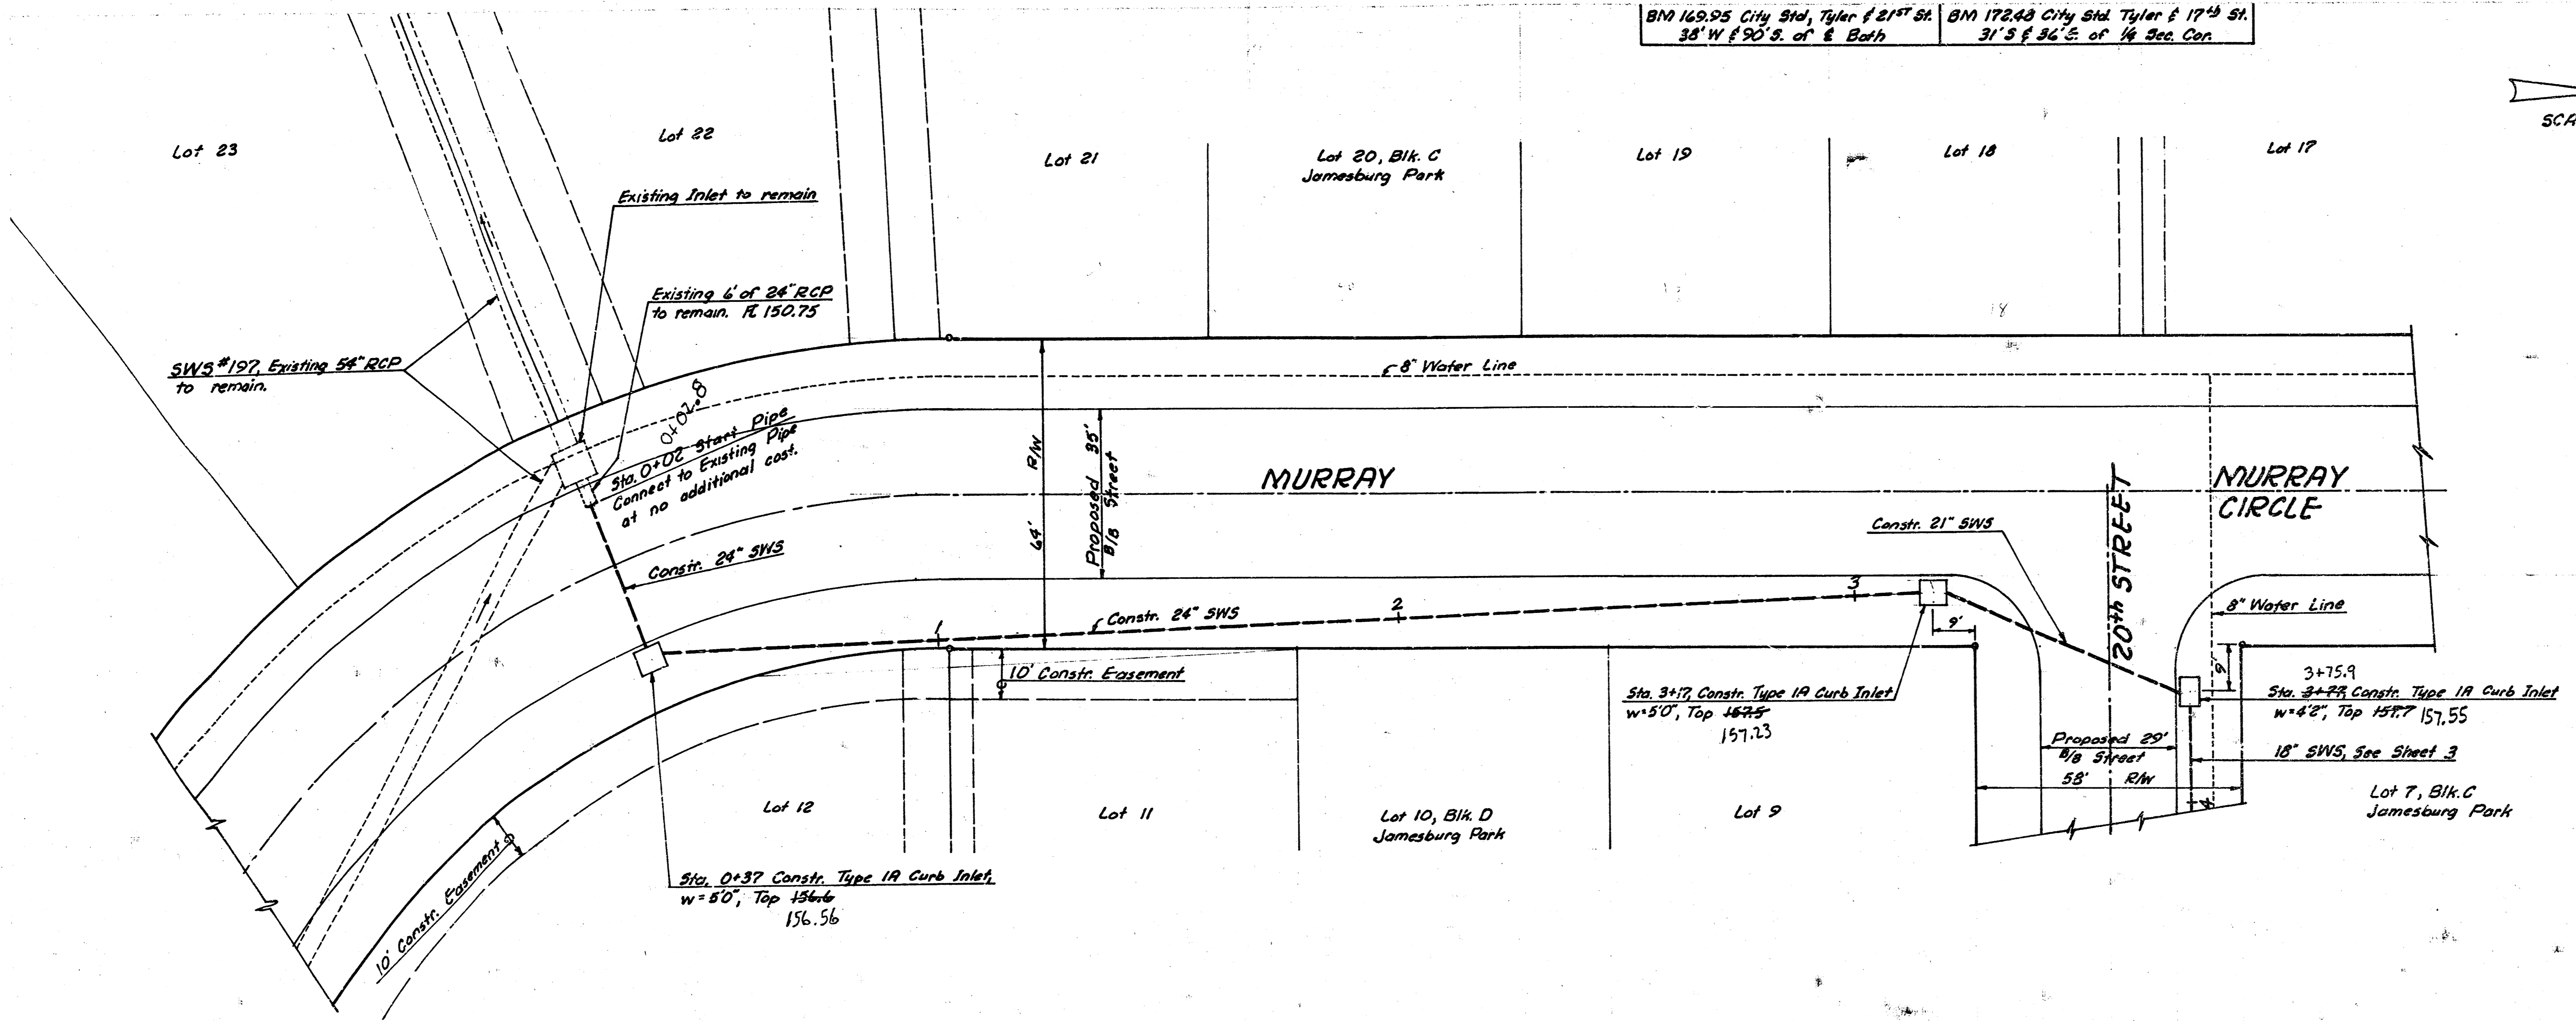 BM 169.95 City Std, Tyler & 21ST St.
38' W & 90' S. of ℄ Both
BM 172.48 City Std. Tyler & 17th St.
31' S & 36' E. of 1/4 Sec. Cor.
SCA
Lot 23
Lot 22
Lot 21
Lot 20, Blk. C
Jamesburg Park
Lot 19
Lot 18
Lot 17
Existing Inlet to remain
Existing 6' of 24" RCP
to remain. FL 150.75
18
SWS #197, Existing 54" RCP
to remain.
8" Water Line
0+02.8
Sta. 0+02 Start Pipe
Connect to Existing Pipe
at no additional cost.
64' R/W
Proposed 35'
B/B Street
MURRAY
20th STREET
MURRAY
CIRCLE
Constr. 21" SWS
Constr. 24" SWS
1
Constr. 24" SWS
2
3
9'
8" Water Line
9'
10' Constr. Easement
Sta. 3+17, Constr. Type 1A Curb Inlet
w=5'0", Top 157.5
157.23
3+75.9
Sta. 3+77, Constr. Type 1A Curb Inlet
w=4'2", Top 157.7 157.55
Proposed 29'
B/B Street
18" SWS, See Sheet 3
58' R/W
4
Lot 7, Blk. C
Jamesburg Park
Lot 12
Lot 11
Lot 10, Blk. D
Jamesburg Park
Lot 9
10' Constr. Easement
Sta. 0+37 Constr. Type 1A Curb Inlet,
w=5'0", Top 156.6
156.56